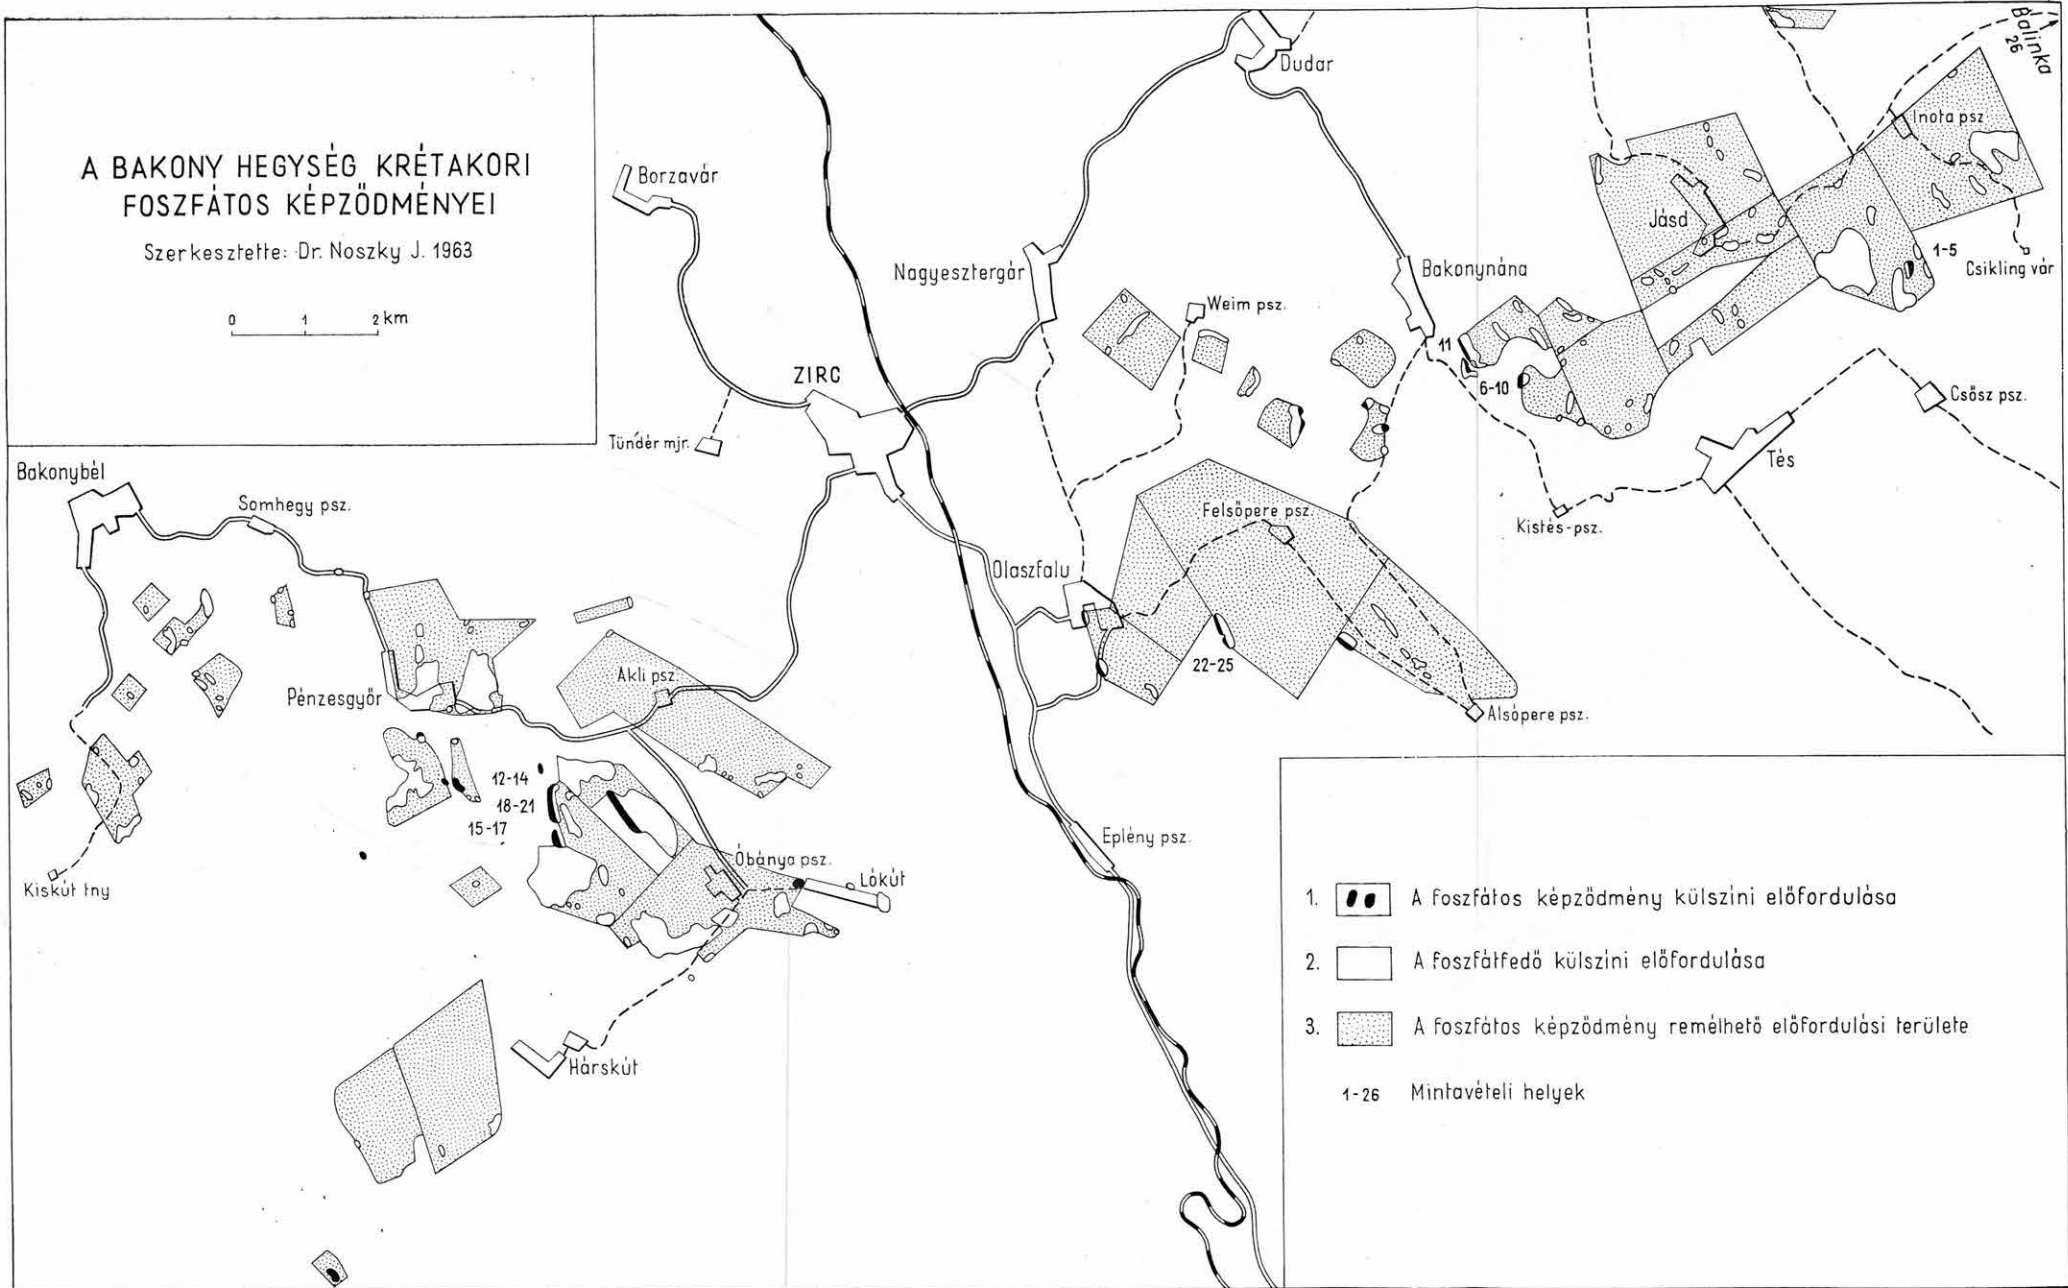 A BAKONY HEGYSÉG KRÉTAKORI
FOSZFÁTOS KÉPZŐDMÉNYEI
Szerkesztette: Dr. Noszky J. 1963
0 1 2 km
Balinka
26
Dudar
Inota psz
Borzavár
Jásd
1-5
Csikling vár
Nagyesztergár
Bakonynána
Weim psz.
11
6-10
ZIRC
Csősz psz.
Tündér mjr.
Tés
Bakonybél
Somhegy psz.
Felsőpere psz.
Kistés-psz.
Olaszfalu
22-25
Akli psz.
Pénzesgyőr
Alsópere psz.
12-14
18-21
15-17
Eplény psz.
Óbánya psz.
Lókút
Kiskút tny
Hárskút
1. A foszfátos képződmény külszíni előfordulása
2. A foszfátfedő külszíni előfordulása
3. A foszfátos képződmény remélhető előfordulási területe
1-26 Mintavételi helyek